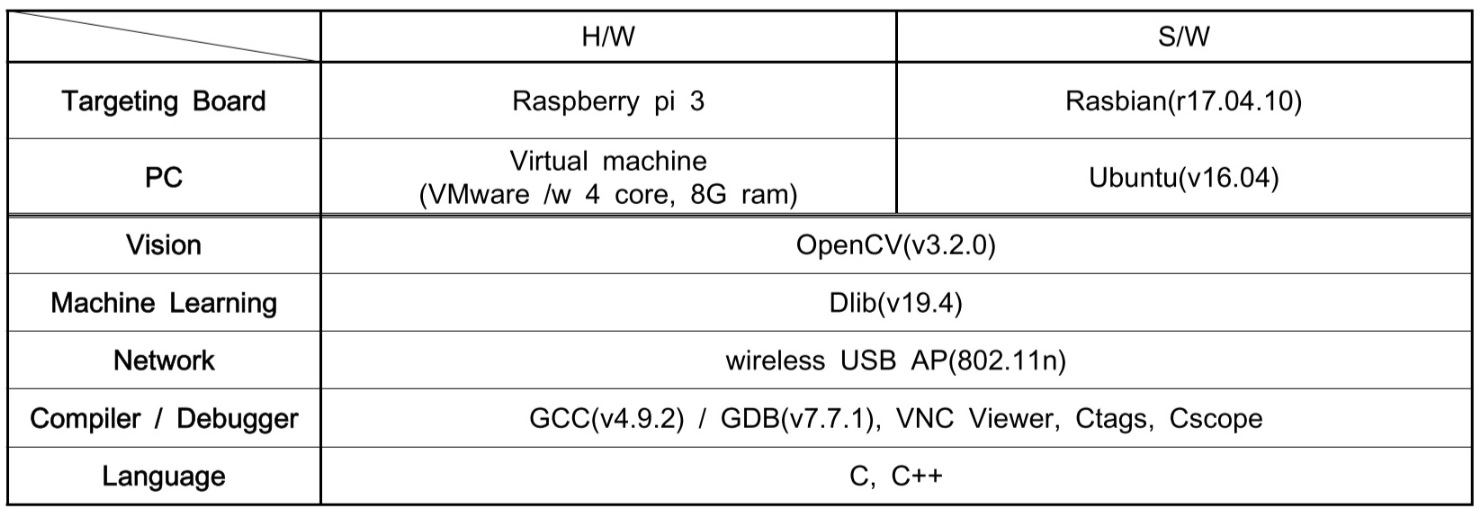 H/W S/W
Targeting Board Raspberry pi 3 Rasbian(r17.04.10)
PC Virtual machine
(VMware /w 4 core, 8G ram) Ubuntu(v16.04)
Vision OpenCV(v3.2.0)
Machine Learning Dlib(v19.4)
Network wireless USB AP(802.11n)
Compiler / Debugger GCC(v4.9.2) / GDB(v7.7.1), VNC Viewer, Ctags, Cscope
Language C, C++